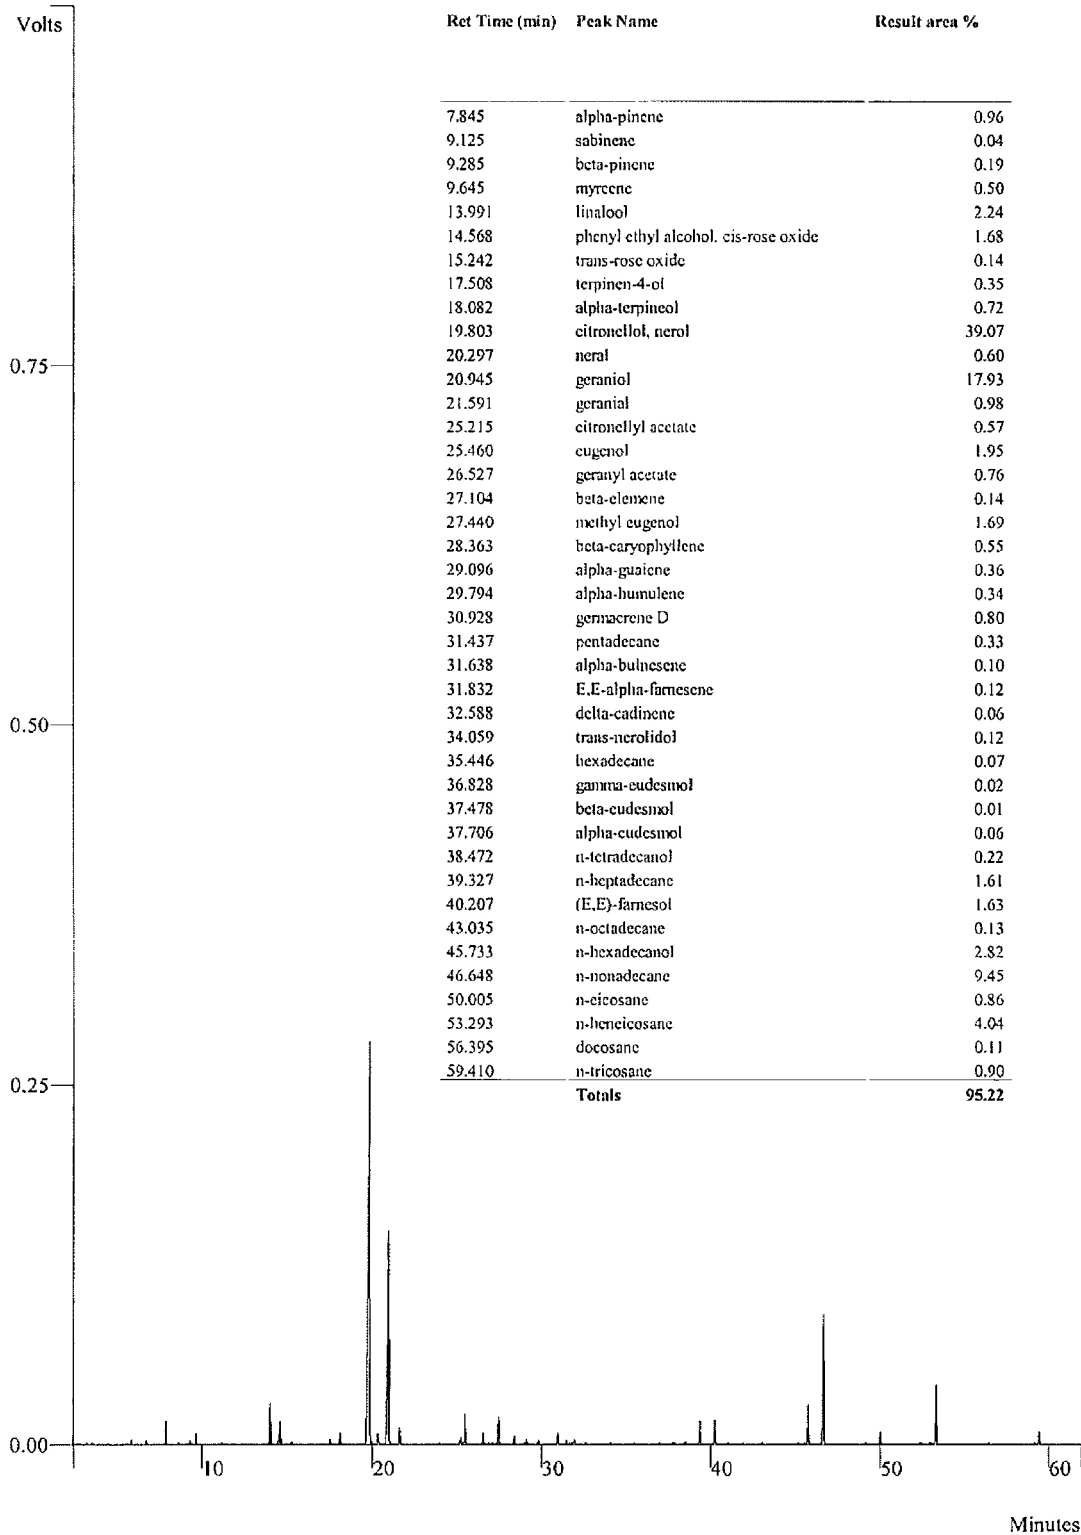 Volts
Ret Time (min) Peak Name Result area %
7.845 alpha-pinene 0.96
9.125 sabinene 0.04
9.285 beta-pinene 0.19
9.645 myrcene 0.50
13.991 linalool 2.24
14.568 phenyl ethyl alcohol. cis-rose oxide 1.68
15.242 trans-rose oxide 0.14
17.508 terpinen-4-ol 0.35
18.082 alpha-terpineol 0.72
19.803 citronellol, nerol 39.07
20.297 neral 0.60
20.945 geraniol 17.93
21.591 geranial 0.98
25.215 citronellyl acetate 0.57
25.460 eugenol 1.95
26.527 geranyl acetate 0.76
27.104 beta-elemene 0.14
27.440 methyl eugenol 1.69
28.363 beta-caryophyllene 0.55
29.096 alpha-guaiene 0.36
29.794 alpha-humulene 0.34
30.928 germacrene D 0.80
31.437 pentadecane 0.33
31.638 alpha-bulnesene 0.10
31.832 E,E-alpha-farnesene 0.12
32.588 delta-cadinene 0.06
34.059 trans-nerolidol 0.12
35.446 hexadecane 0.07
36.828 gamma-eudesmol 0.02
37.478 beta-eudesmol 0.01
37.706 alpha-eudesmol 0.06
38.472 n-tetradecanol 0.22
39.327 n-heptadecane 1.61
40.207 (E,E)-farnesol 1.63
43.035 n-octadecane 0.13
45.733 n-hexadecanol 2.82
46.648 n-nonadecane 9.45
50.005 n-eicosane 0.86
53.293 n-heneicosane 4.04
56.395 docosane 0.11
59.410 n-tricosane 0.90
Totals 95.22
0.75
0.50
0.25
0.00
10 20 30 40 50 60
Minutes